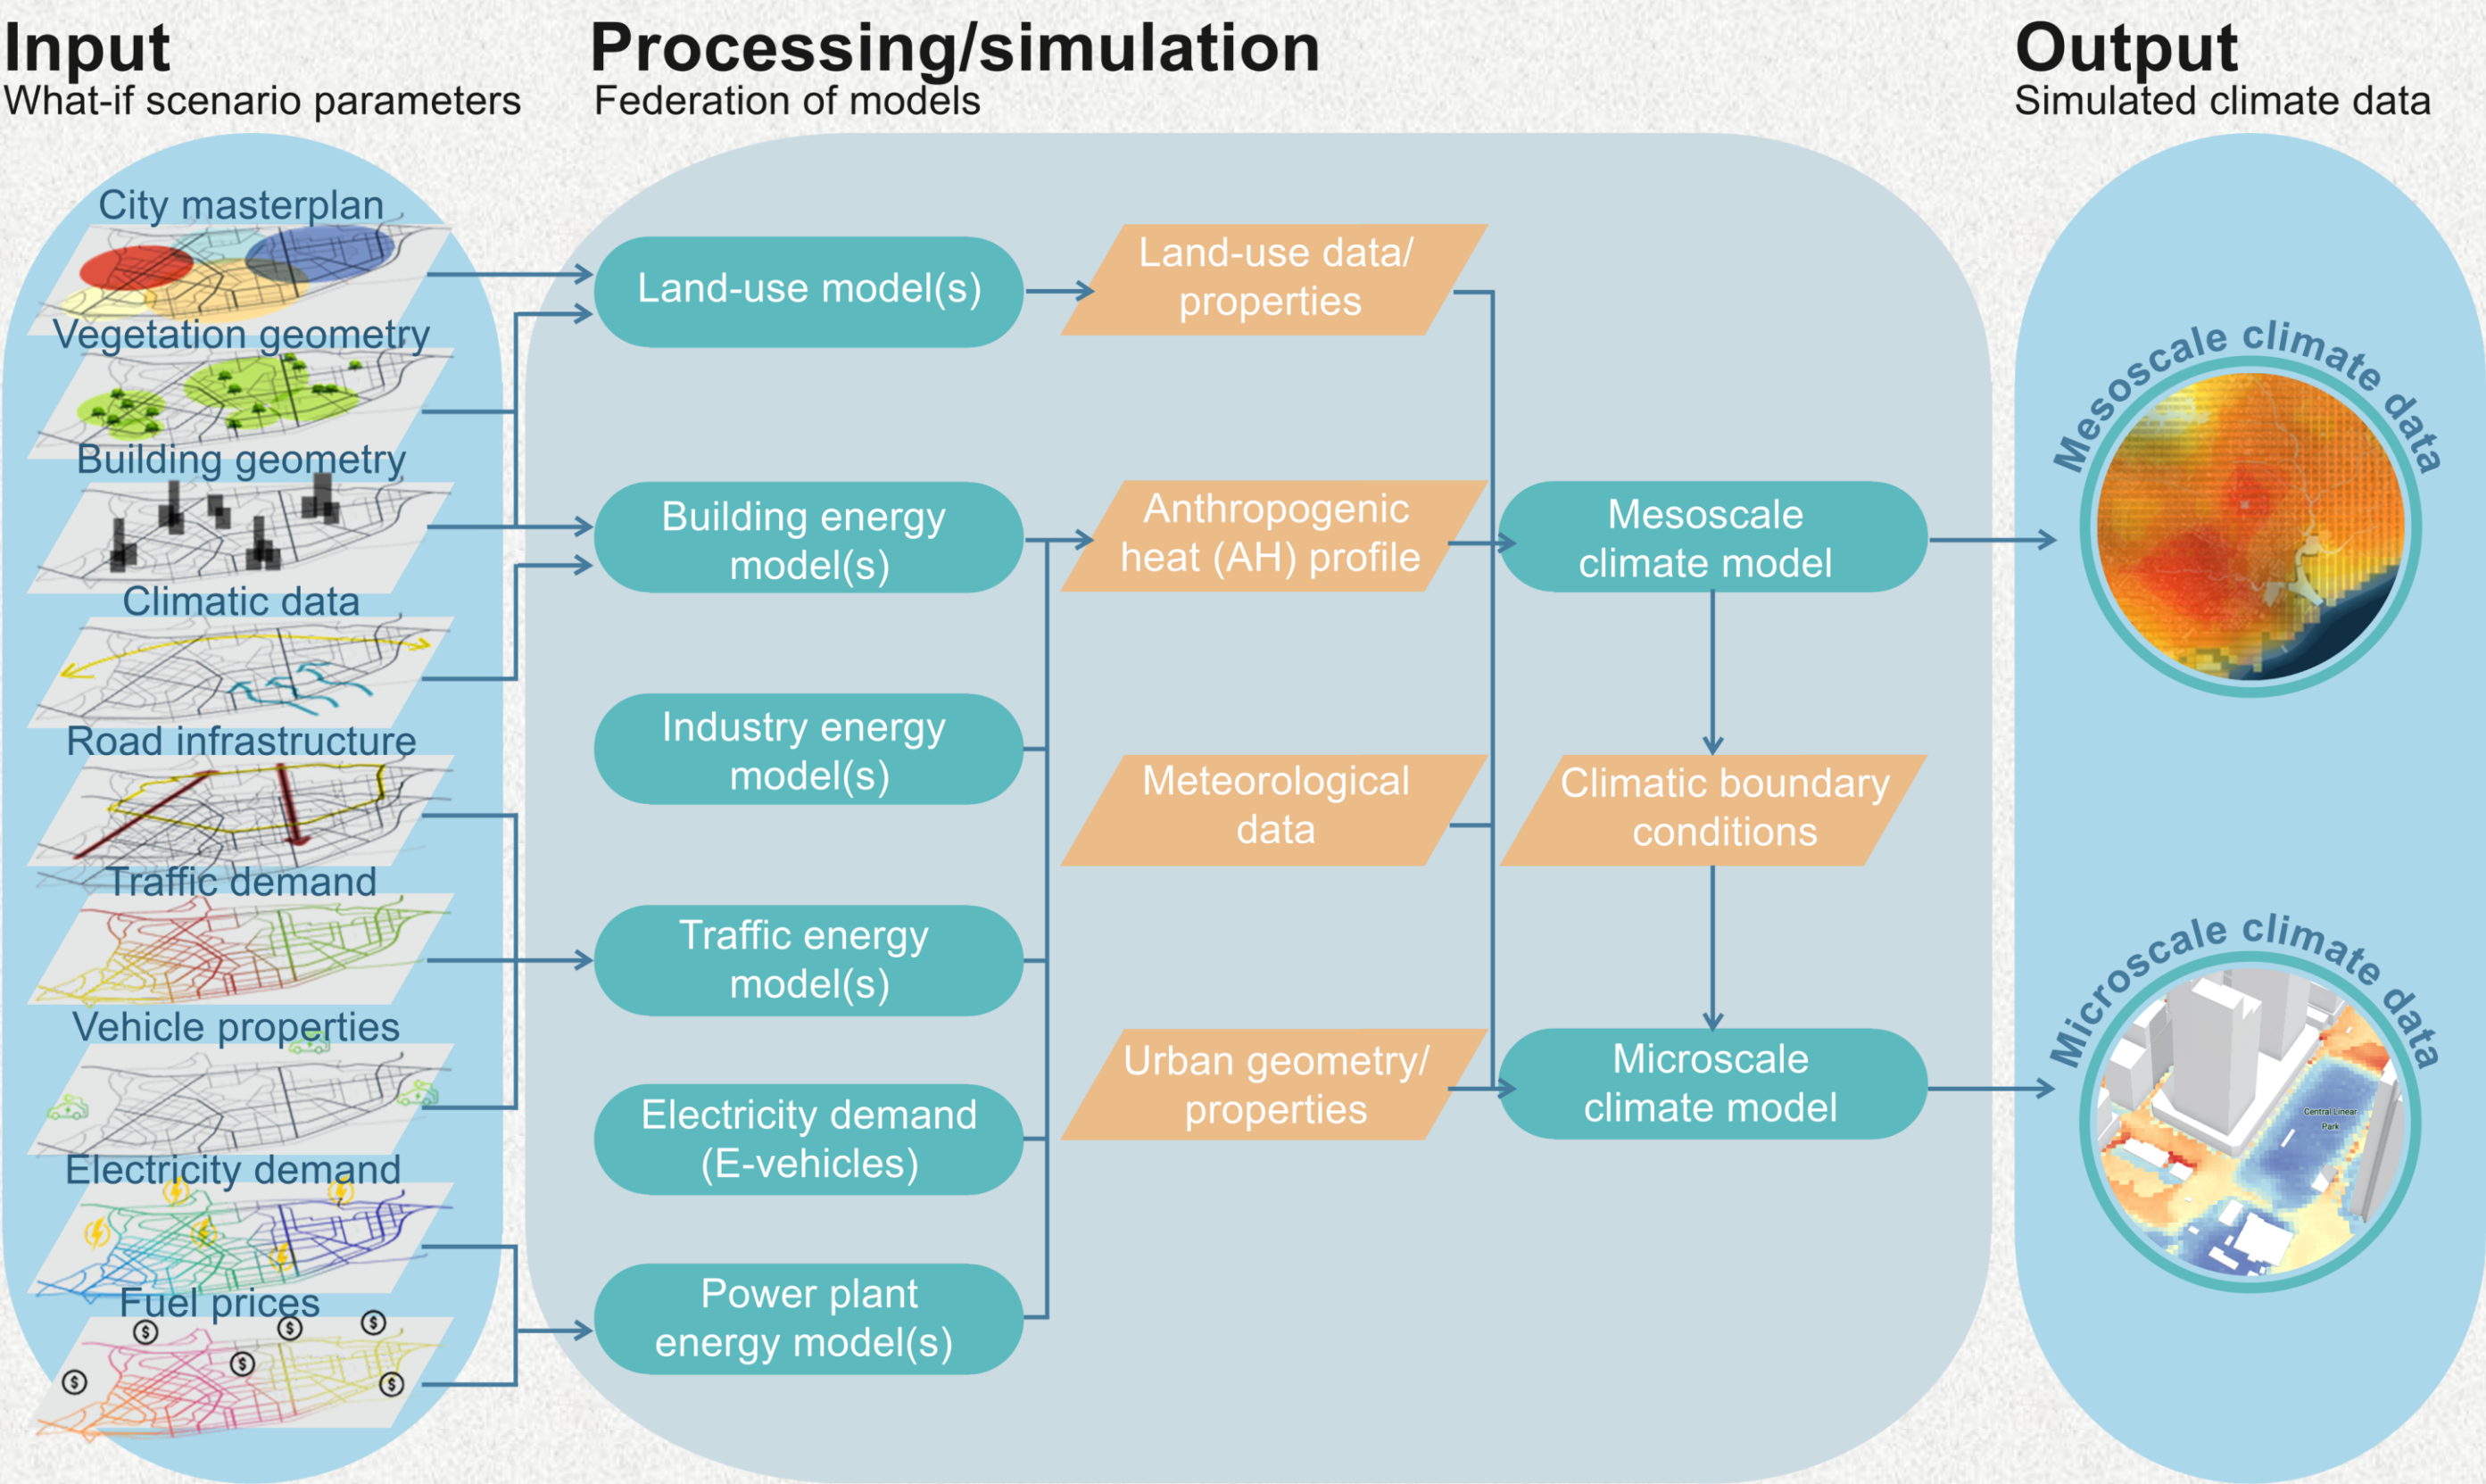 Input
What-if scenario parameters
City masterplan
Vegetation geometry
Building geometry
Climatic data
Road infrastructure
Traffic demand
Vehicle properties
Electricity demand
Fuel prices
$
$
$
$
$
$
Processing/simulation
Federation of models
Land-use model(s)
Building energy
model(s)
Industry energy
model(s)
Traffic energy
model(s)
Electricity demand
(E-vehicles)
Power plant
energy model(s)
Land-use data/
properties
Anthropogenic
heat (AH) profile
Meteorological
data
Urban geometry/
properties
Mesoscale
climate model
Climatic boundary
conditions
Microscale
climate model
Output
Simulated climate data
Mesoscale climate data
Microscale climate data
Central Linear
Park